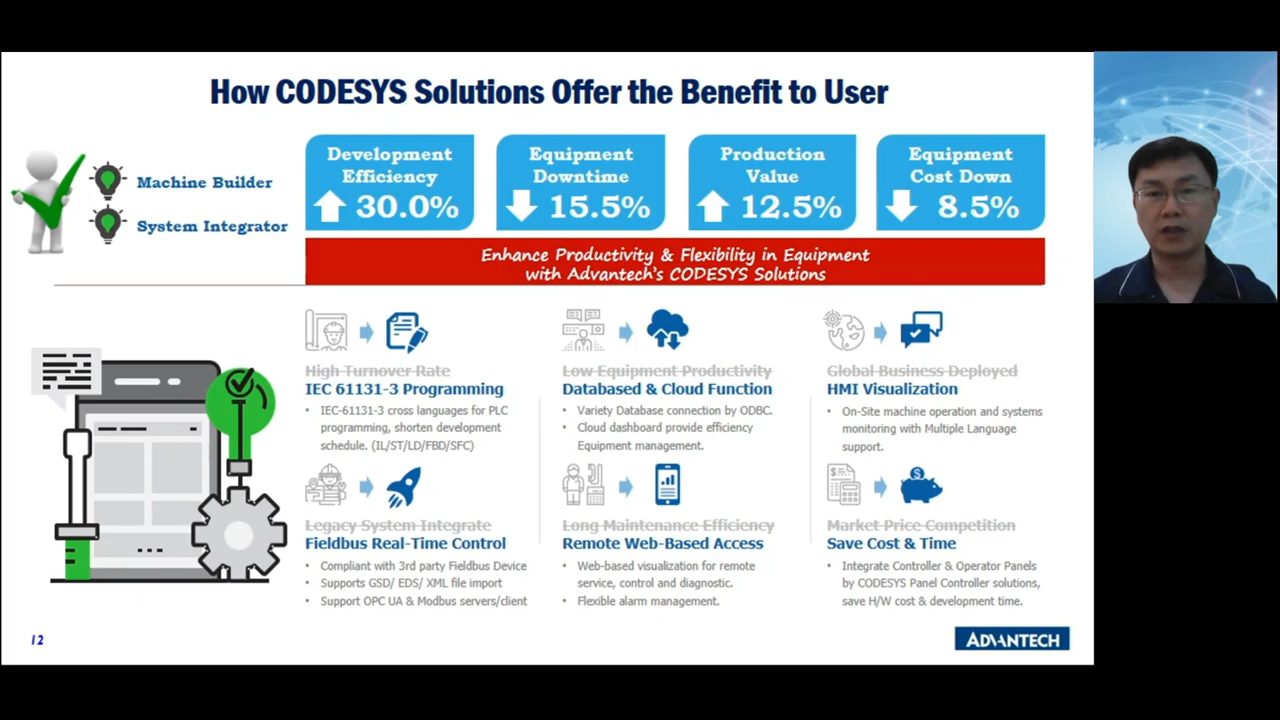 How CODESYS Solutions Offer the Benefit to User
Machine Builder
System Integrator
Development
Efficiency
30.0%
Equipment
Downtime
15.5%
Production
Value
12.5%
Equipment
Cost Down
8.5%
Enhance Productivity & Flexibility in Equipment
with Advantech's CODESYS Solutions
High Turnover Rate
IEC 61131-3 Programming
• IEC-61131-3 cross languages for PLC
programming, shorten development
schedule. (IL/ST/LD/FBD/SFC)
Low Equipment Productivity
Databased & Cloud Function
• Variety Database connection by ODBC.
• Cloud dashboard provide efficiency
Equipment management.
Global Business Deployed
HMI Visualization
• On-Site machine operation and systems
monitoring with Multiple Language
support.
Legacy System Integrate
Fieldbus Real-Time Control
• Compliant with 3rd party Fieldbus Device
• Supports GSD/ EDS/ XML file import
• Support OPC UA & Modbus servers/client
Long Maintenance Efficiency
Remote Web-Based Access
• Web-based visualization for remote
service, control and diagnostic.
• Flexible alarm management.
Market Price Competition
Save Cost & Time
• Integrate Controller & Operator Panels
by CODESYS Panel Controller solutions,
save H/W cost & development time.
12
ADVANTECH